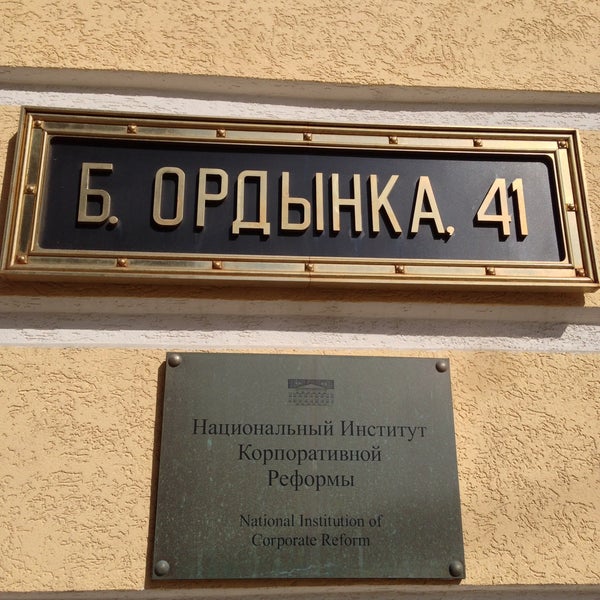 Б. ОРДЫНКА, 41
Национальный Институт
Корпоративной
Реформы
National Institution of
Corporate Reform